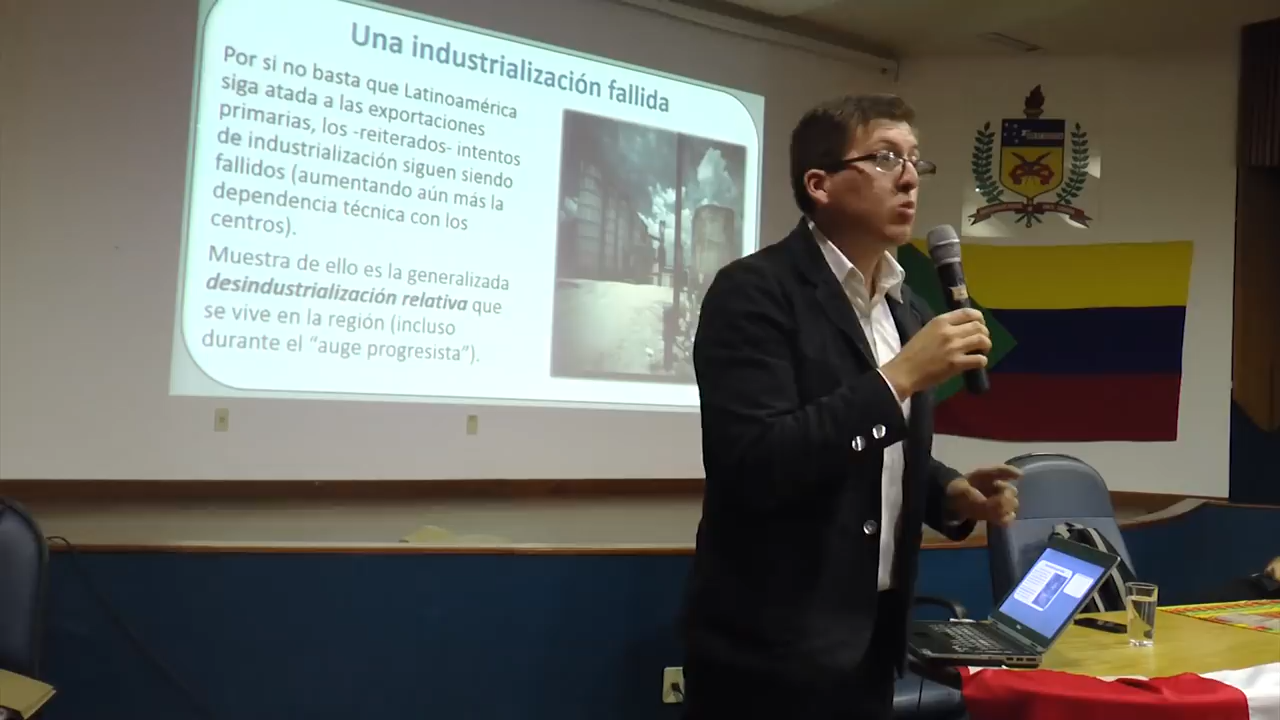 Una industrialización fallida
Por si no basta que Latinoamérica
siga atada a las exportaciones
primarias, los -reiterados- intentos
de industrialización siguen siendo
fallidos (aumentando aún más la
dependencia técnica con los
centros).
Muestra de ello es la generalizada
desindustrialización relativa que
se vive en la región (incluso
durante el “auge progresista”).